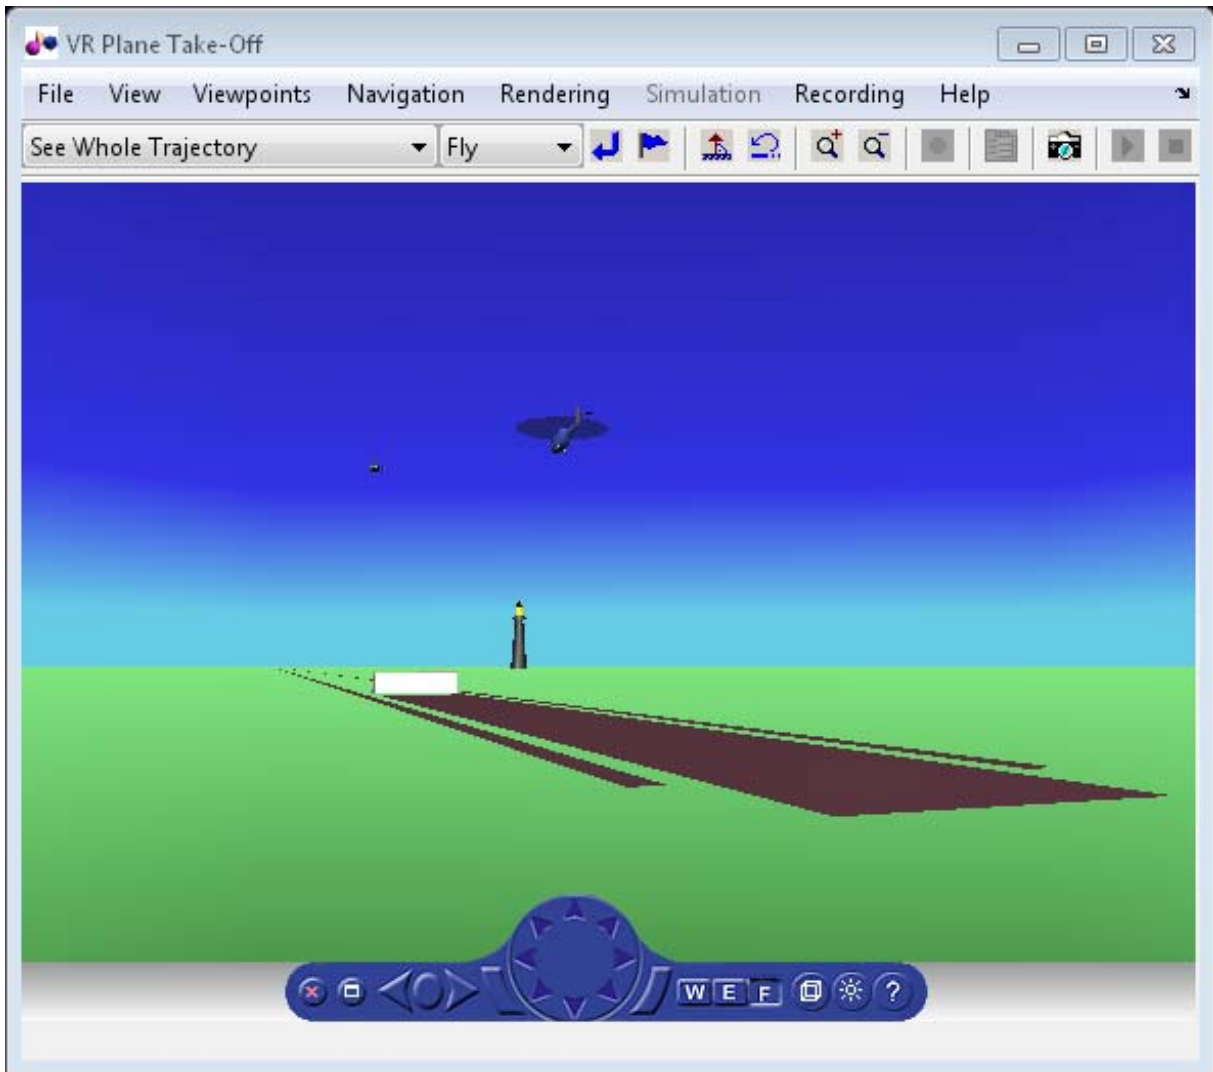 VR Plane Take-Off
File View Viewpoints Navigation Rendering Simulation Recording Help
See Whole Trajectory Fly
W E F ?